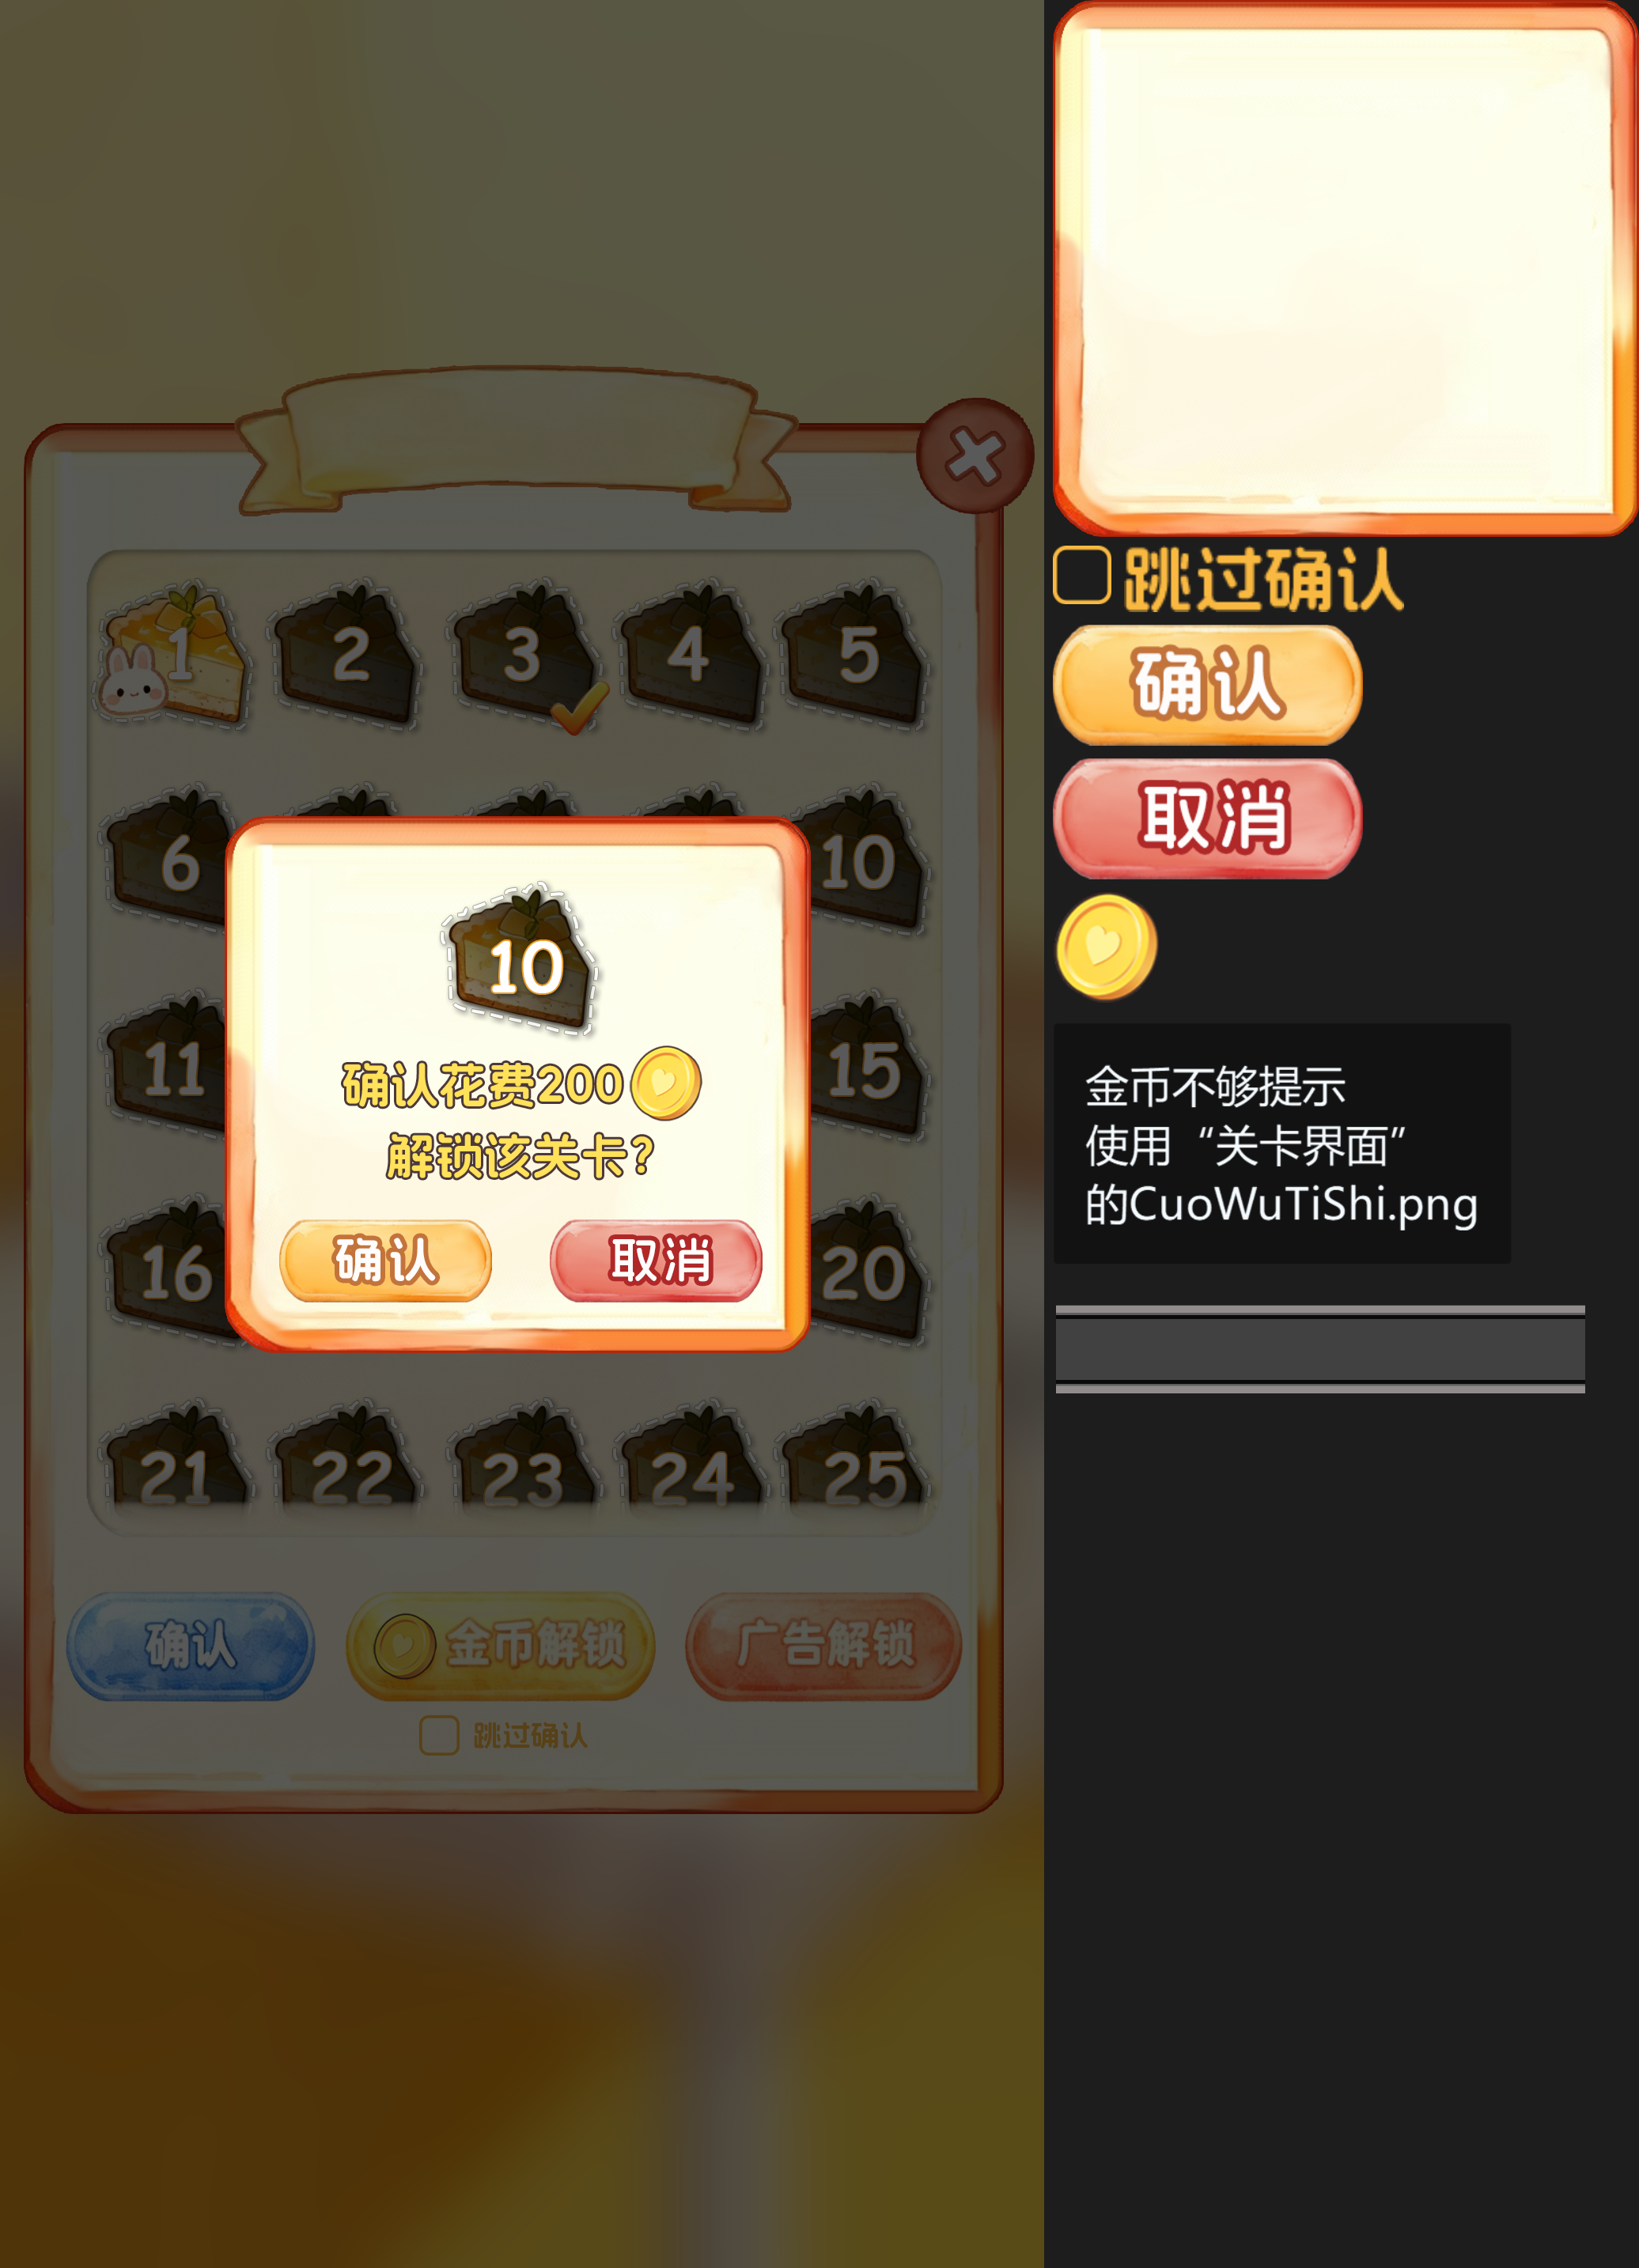 1 2 3 4 5
6 10
10
确认花费200
解锁该关卡?
确认 取消
11 15
16 20
21 22 23 24 25
确认 金币解锁 广告解锁
跳过确认
跳过确认
确认
取消
金币不够提示
使用“关卡界面”
的CuoWuTiShi.png